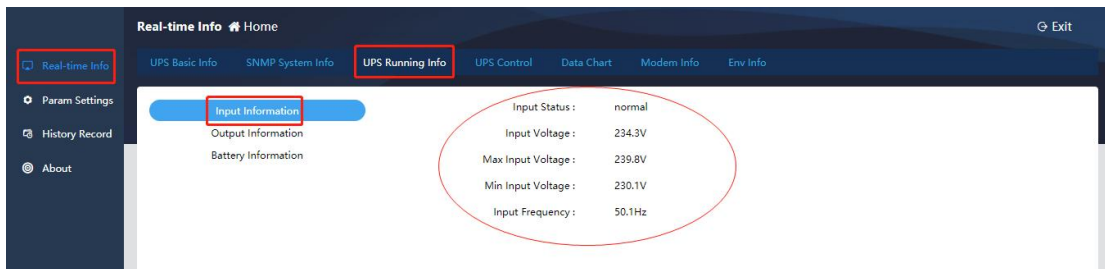 Real-time Info Home Exit
Real-time Info
Param Settings
History Record
About
UPS Basic Info SNMP System Info UPS Running Info UPS Control Data Chart Modem Info Env Info
Input Information
Output Information
Battery Information
Input Status : normal
Input Voltage : 234.3V
Max Input Voltage : 239.8V
Min Input Voltage : 230.1V
Input Frequency : 50.1Hz